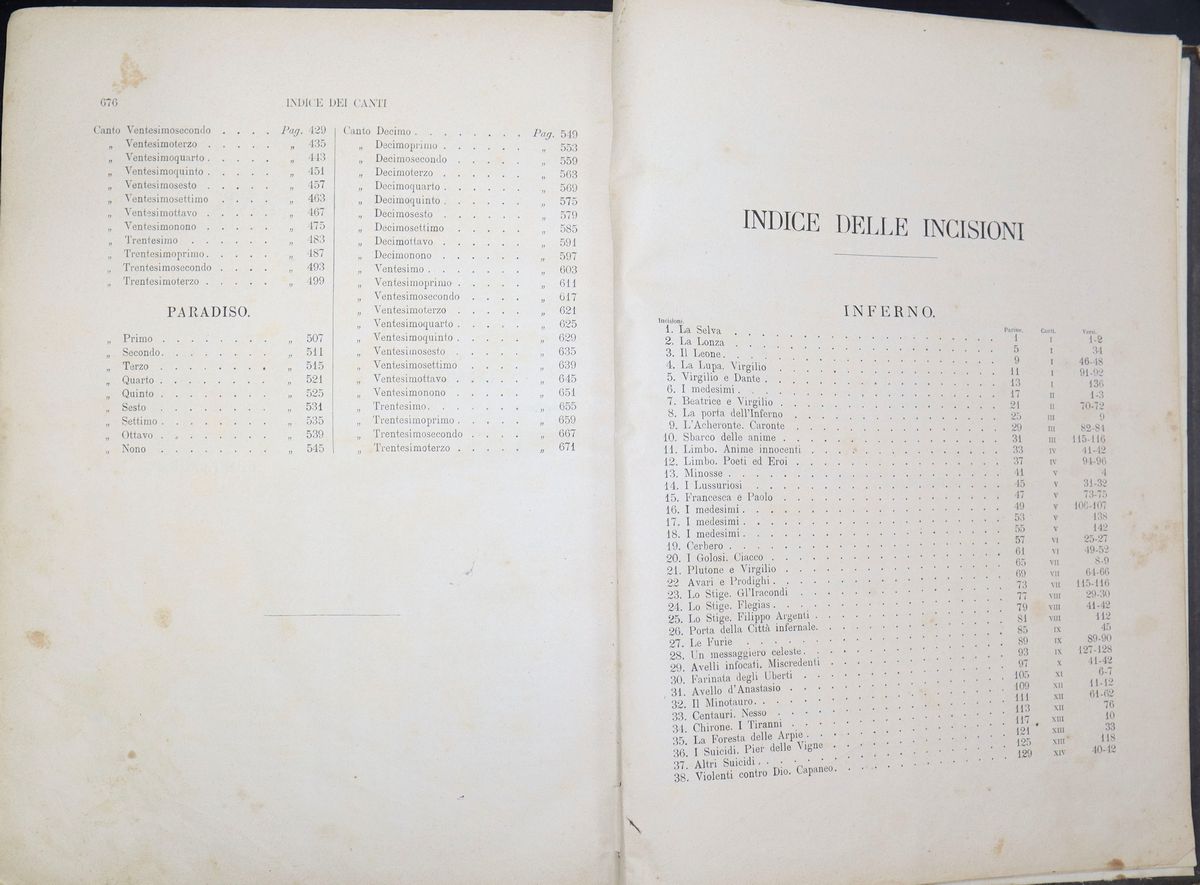 676
INDICE DEI CANTI
Canto Ventesimosecondo . . . . Pag. 429
„ Ventesimoterzo . . . . . „ 435
„ Ventesimoquarto . . . . . „ 443
„ Ventesimoquinto . . . . . „ 451
„ Ventesimosesto . . . . . „ 457
„ Ventesimosettimo . . . . „ 463
„ Ventesimottavo . . . . . „ 467
„ Ventesimonono . . . . . „ 475
„ Trentesimo . . . . . . „ 483
„ Trentesimoprimo . . . . . „ 487
„ Trentesimosecondo . . . . „ 493
„ Trentesimoterzo . . . . . „ 499
PARADISO.
„ Primo . . . . . . . . „ 507
„ Secondo . . . . . . . . „ 511
„ Terzo . . . . . . . . „ 515
„ Quarto . . . . . . . . „ 521
„ Quinto . . . . . . . . „ 525
„ Sesto . . . . . . . . „ 531
„ Settimo . . . . . . . . „ 535
„ Ottavo . . . . . . . . „ 539
„ Nono . . . . . . . . „ 545
Canto Decimo . . . . . . . . Pag. 549
„ Decimoprimo . . . . . . „ 553
„ Decimosecondo . . . . . „ 559
„ Decimoterzo . . . . . . „ 563
„ Decimoquarto . . . . . . „ 569
„ Decimoquinto . . . . . . „ 575
„ Decimosesto . . . . . . „ 579
„ Decimosettimo . . . . . „ 585
„ Decimottavo . . . . . . „ 591
„ Decimonono . . . . . . „ 597
„ Ventesimo . . . . . . . „ 603
„ Ventesimoprimo . . . . . „ 611
„ Ventesimosecondo . . . . „ 617
„ Ventesimoterzo . . . . . „ 621
„ Ventesimoquarto . . . . . „ 625
„ Ventesimoquinto . . . . . „ 629
„ Ventesimosesto . . . . . „ 635
„ Ventesimosettimo . . . . „ 639
„ Ventesimottavo . . . . . „ 645
„ Ventesimonono . . . . . „ 651
„ Trentesimo . . . . . . . „ 655
„ Trentesimoprimo . . . . . „ 659
„ Trentesimosecondo . . . . „ 667
„ Trentesimoterzo . . . . . „ 671
INDICE DELLE INCISIONI
INFERNO.
Incisioni. Pagine. Canti. Versi.
1. La Selva . . . . . 1 I 1-2
2. La Lonza . . . . . 5 I 34
3. Il Leone . . . . . 9 I 46-48
4. La Lupa. Virgilio . . . . . 11 I 91-92
5. Virgilio e Dante . . . . . 13 I 136
6. I medesimi . . . . . 17 II 1-3
7. Beatrice e Virgilio . . . . . 21 II 70-72
8. La porta dell'Inferno . . . . . 25 III 9
9. L'Acheronte. Caronte . . . . . 29 III 82-84
10. Sbarco delle anime . . . . . 31 III 115-116
11. Limbo. Anime innocenti . . . . . 33 IV 41-42
12. Limbo. Poeti ed Eroi . . . . . 37 IV 94-96
13. Minosse . . . . . 41 V 4
14. I Lussuriosi . . . . . 45 V 31-32
15. Francesca e Paolo . . . . . 47 V 73-75
16. I medesimi . . . . . 49 V 106-107
17. I medesimi . . . . . 53 V 138
18. I medesimi . . . . . 55 V 142
19. Cerbero . . . . . 57 VI 25-27
20. I Golosi. Ciacco . . . . . 61 VI 49-52
21. Plutone e Virgilio . . . . . 65 VII 8-9
22 Avari e Prodighi . . . . . 69 VII 64-66
23. Lo Stige. Gl'Iracondi . . . . . 73 VII 115-116
24. Lo Stige. Flegias . . . . . 77 VIII 29-30
25. Lo Stige. Filippo Argenti . . . . . 79 VIII 41-42
26. Porta della Città infernale . . . . . 81 VIII 112
27. Le Furie . . . . . 85 IX 45
28. Un messaggiero celeste . . . . . 89 IX 89-90
29. Avelli infocati. Miscredenti . . . . . 93 IX 127-128
30. Farinata degli Uberti . . . . . 97 X 41-42
31. Avello d'Anastasio . . . . . 105 XI 6-7
32. Il Minotauro . . . . . 109 XII 11-12
33. Centauri. Nesso . . . . . 111 XII 61-62
34. Chirone. I Tiranni . . . . . 113 XII 76
35. La Foresta delle Arpie . . . . . 117 XIII 10
36. I Suicidi. Pier delle Vigne . . . . . 121 XIII 33
37. Altri Suicidi . . . . . 125 XIII 118
38. Violenti contro Dio. Capaneo . . . . . 129 XIV 40-42